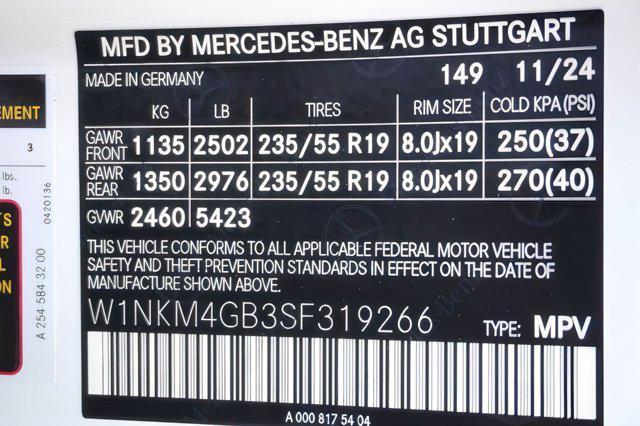 MFD BY MERCEDES-BENZ AG STUTTGART
MADE IN GERMANY 149 11/24
KG LB TIRES RIM SIZE COLD KPA(PSI)
GAWR FRONT 1135 2502 235/55 R19 8.0Jx19 250(37)
GAWR REAR 1350 2976 235/55 R19 8.0Jx19 270(40)
GVWR 2460 5423
THIS VEHICLE CONFORMS TO ALL APPLICABLE FEDERAL MOTOR VEHICLE
SAFETY AND THEFT PREVENTION STANDARDS IN EFFECT ON THE DATE OF
MANUFACTURE SHOWN ABOVE.
W1NKM4GB3SF319266 TYPE: MPV
A 000 817 54 04
EMENT
3
lbs.
lb.
0420136
A 254 584 32 00